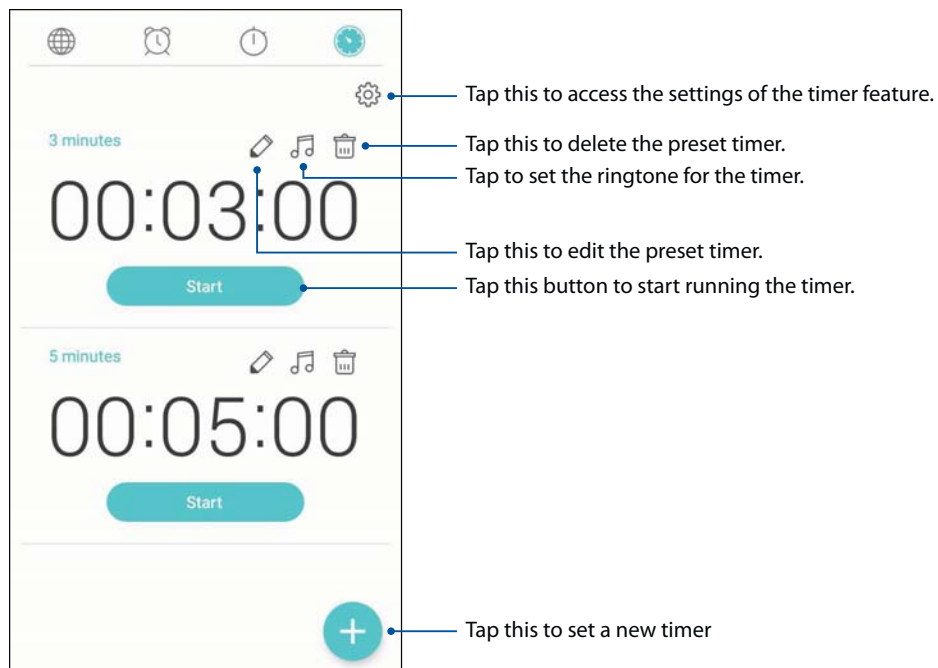 Tap this to access the settings of the timer feature.
3 minutes
Tap this to delete the preset timer.
Tap to set the ringtone for the timer.
00:03:00
Tap this to edit the preset timer.
Start
Tap this button to start running the timer.
5 minutes
00:05:00
Start
Tap this to set a new timer